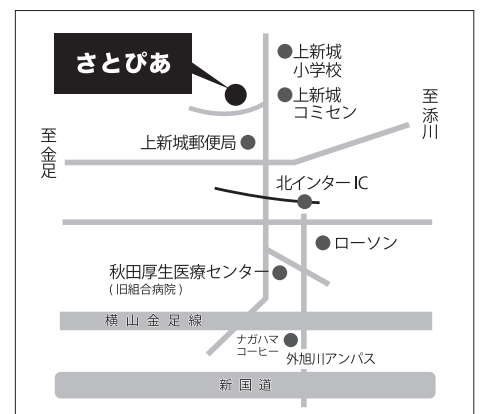 さとぴあ
上新城
小学校
上新城
コミセン
至添川
至金足
上新城郵便局
北インターIC
ローソン
秋田厚生医療センター
(旧組合病院)
横山金足線
ナガハマ
コーヒー
外旭川アンパス
新国道